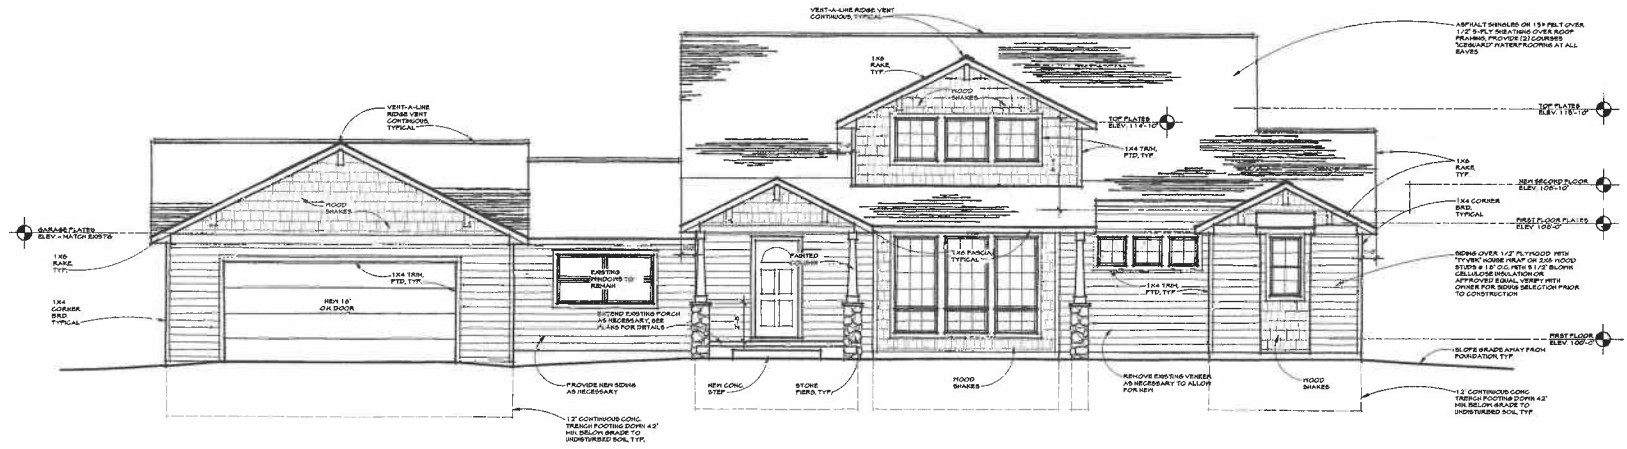 VENT-A-LINE RIDGE VENT
CONTINUOUS, TYPICAL
ASPHALT SHINGLES ON 15# FELT OVER
1/2" 5-PLY SHEATHING OVER ROOF
FRAMING, PROVIDE (2) COURSES
"ICEGUARD" WATERPROOFING AT ALL
EAVES
1X6
RAKE,
TYP.
WOOD
SHAKES
VENT-A-LINE
RIDGE VENT
CONTINUOUS,
TYPICAL
TOP PLATES
ELEV. 118'-10"
TOP PLATES
ELEV. 114'-10"
1X4 TRIM,
PTD, TYP.
1X6
RAKE,
TYP.
NEW SECOND FLOOR
ELEV. 108'-10"
WOOD
SHAKES
1X4 CORNER
BRD,
TYPICAL
FIRST FLOOR PLATES
GARAGE PLATES
ELEV. - MATCH EXIST'G
1X6
RAKE,
TYP.
PAINTED
1X8 FASCIA,
TYPICAL
SIDING OVER 1/2" PLYWOOD WITH
"TYVEK" HOUSE WRAP ON 2X6 WOOD
STUDS @ 16" O.C. WITH 5 1/2" BLOWN
CELLULOSE INSULATION OR
APPROVED EQUAL, VERIFY WITH
OWNER FOR SIDING SELECTION PRIOR
TO CONSTRUCTION
1X4 TRIM,
PTD, TYP.
EXISTING
WINDOWS TO
REMAIN
1X4 TRIM,
PTD, TYP.
1X4
CORNER
BRD
TYPICAL
NEW 16'
OH DOOR
EXTEND EXISTING PORCH
AS NECESSARY, SEE
PLANS FOR DETAILS
FIRST FLOOR
ELEV. 100'-0"
SLOPE GRADE AWAY FROM
FOUNDATION, TYP.
PROVIDE NEW SIDING
AS NECESSARY
NEW CONC.
STEP
STONE
PIERS, TYP.
WOOD
SHAKES
REMOVE EXISTING VENEER
AS NECESSARY TO ALLOW
FOR NEW
WOOD
SHAKES
12" CONTINUOUS CONC.
TRENCH FOOTING DOWN 42"
MIN. BELOW GRADE TO
UNDISTURBED SOIL, TYP.
12" CONTINUOUS CONC.
TRENCH FOOTING DOWN 42"
MIN. BELOW GRADE TO
UNDISTURBED SOIL, TYP.